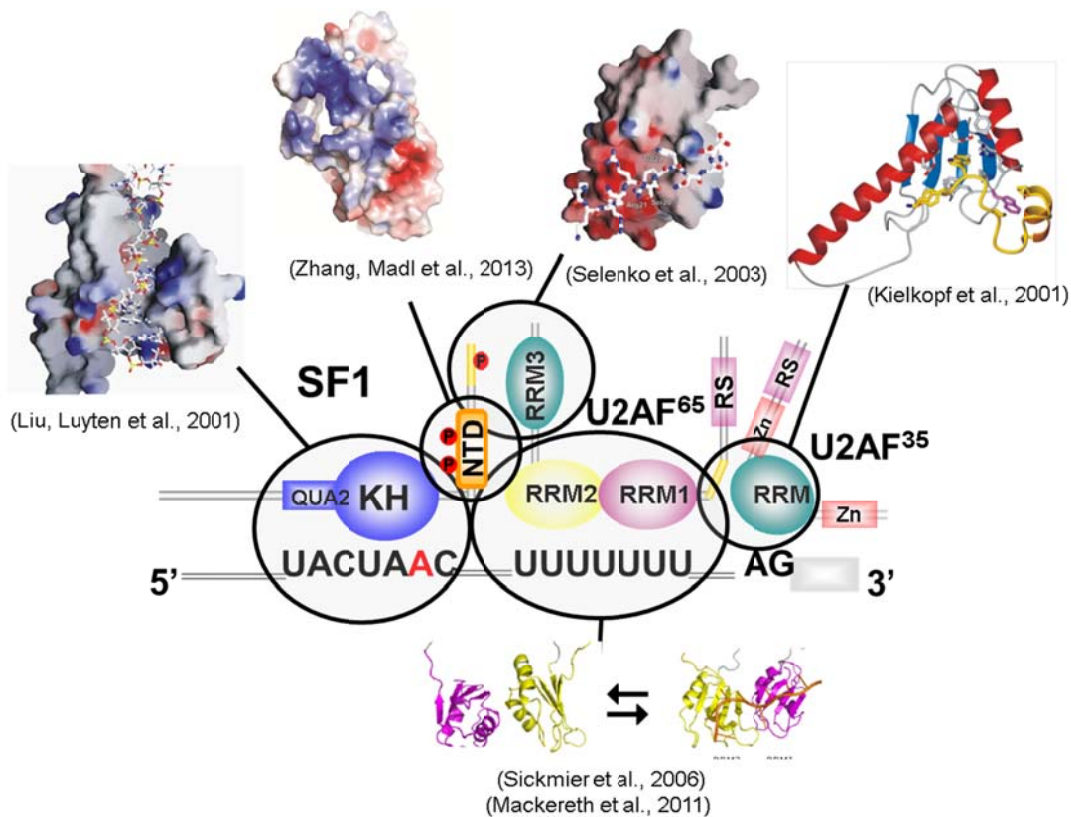 (Zhang, Madl et al., 2013)
(Selenko et al., 2003)
(Kielkopf et al., 2001)
(Liu, Luyten et al., 2001)
SF1
P
RRM3
U2AF65
RS
RS
Zn
U2AF35
P
P
NTD
QUA2
KH
RRM2
RRM1
RRM
Zn
UACUAAC
UUUUUUU
AG
5’
3’
(Sickmier et al., 2006)
(Mackereth et al., 2011)